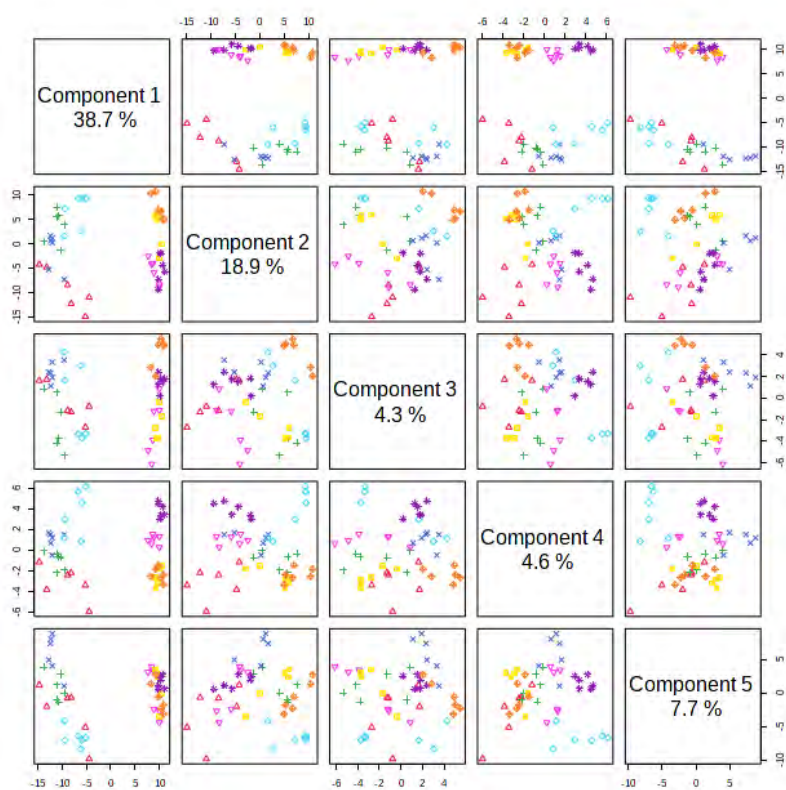 -15 -10 -5 0 5 10
-6 -4 -2 0 2 4 6
Component 1
38.7 %
-15 -10 -5 0 5 10
-15 -10 -5 0 5 10
Component 2
18.9 %
Component 3
4.3 %
-6 -4 -2 0 2 4
-6 -4 -2 0 2 4 6
Component 4
4.6 %
Component 5
7.7 %
-10 -5 0 5
-15 -10 -5 0 5 10
-6 -4 -2 0 2 4
-10 -5 0 5